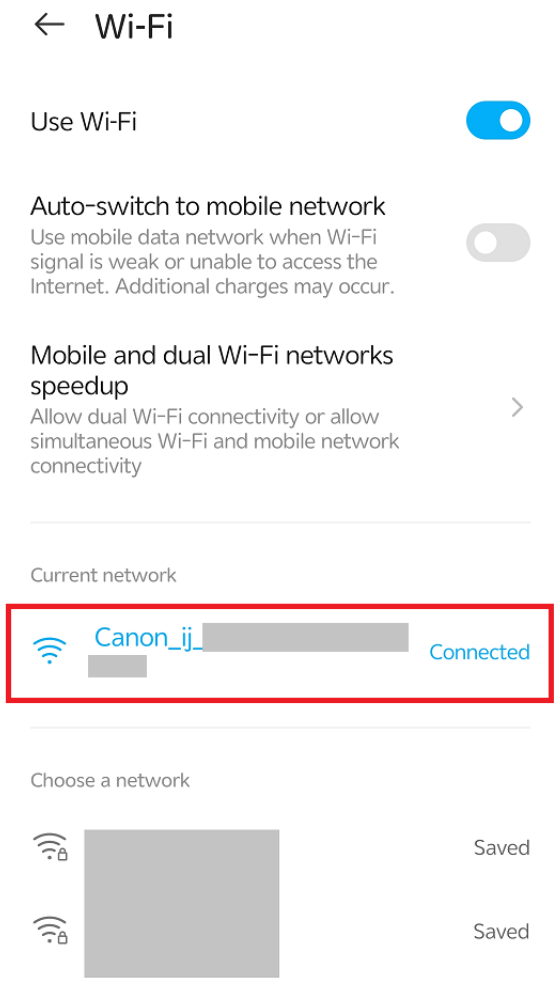 Wi-Fi
Use Wi-Fi
Auto-switch to mobile network
Use mobile data network when Wi-Fi
signal is weak or unable to access the
Internet. Additional charges may occur.
Mobile and dual Wi-Fi networks
speedup
Allow dual Wi-Fi connectivity or allow
simultaneous Wi-Fi and mobile network
connectivity
Current network
Canon_ij_
Connected
Choose a network
Saved
Saved